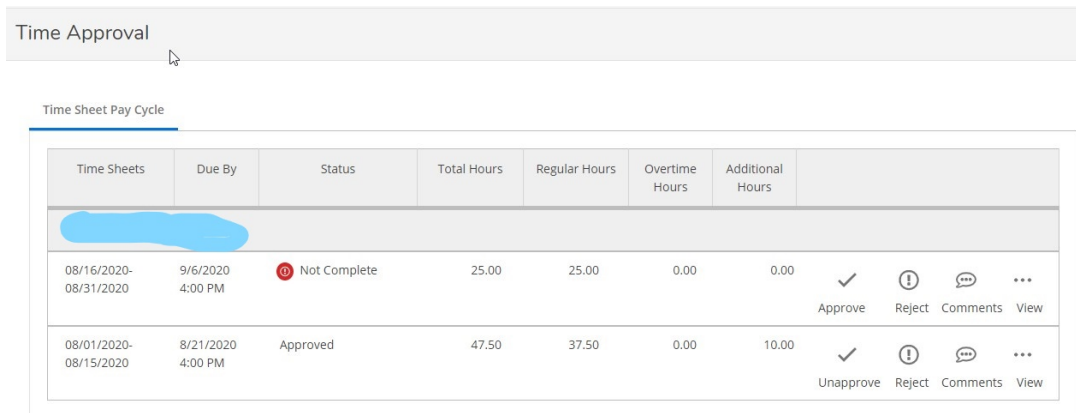 Time Approval
Time Sheet Pay Cycle
Time Sheets Due By Status Total Hours Regular Hours Overtime Hours Additional Hours
08/16/2020- 9/6/2020 Not Complete 25.00 25.00 0.00 0.00
08/31/2020 4:00 PM
Approve Reject Comments View
08/01/2020- 8/21/2020 Approved 47.50 37.50 0.00 10.00
08/15/2020 4:00 PM
Unapprove Reject Comments View